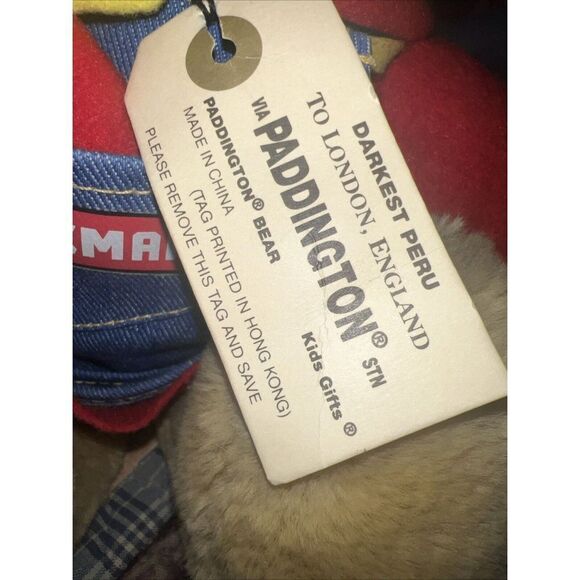 DARKEST PERU
TO LONDON, ENGLAND
VIA PADDINGTON® STN
Kids Gifts ®
PADDINGTON® BEAR
MADE IN CHINA
(TAG PRINTED IN HONG KONG)
PLEASE REMOVE THIS TAG AND SAVE